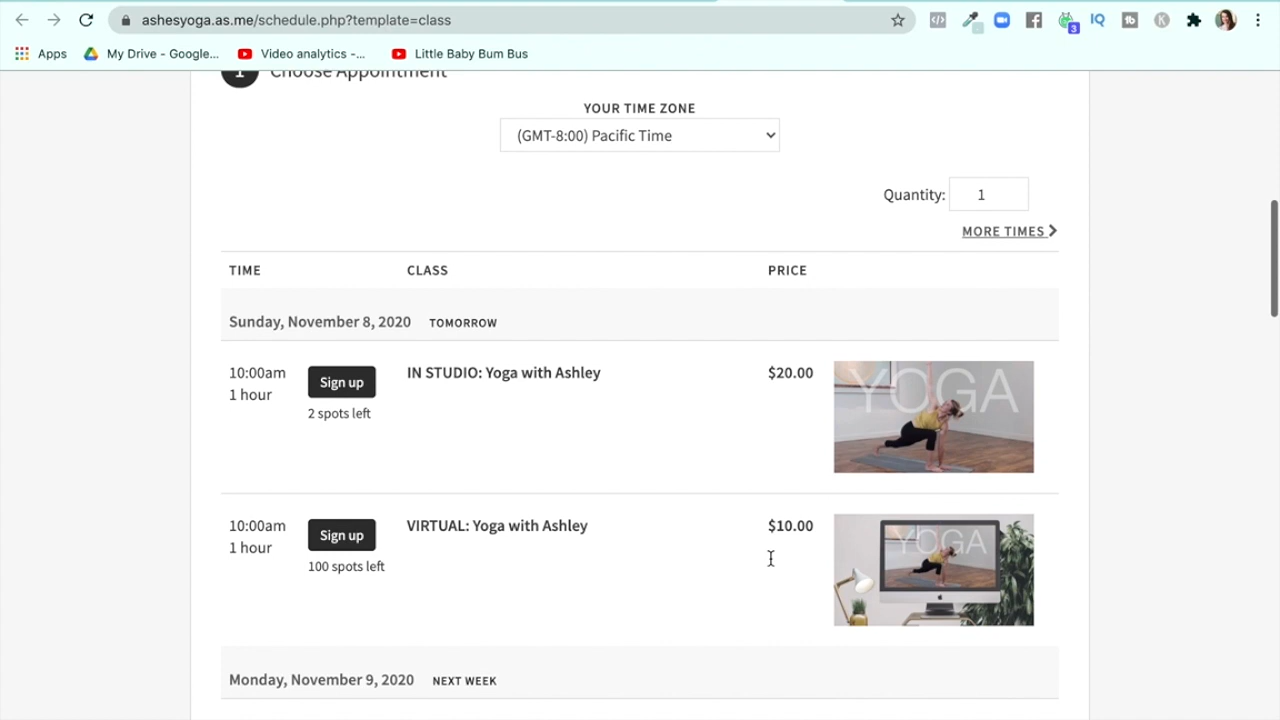 ashesyoga.as.me/schedule.php?template=class
Apps
My Drive - Google...
Video analytics -...
Little Baby Bum Bus
3
1 Choose Appointment
YOUR TIME ZONE
(GMT-8:00) Pacific Time
Quantity: 1
MORE TIMES
TIME CLASS PRICE
Sunday, November 8, 2020 TOMORROW
10:00am Sign up IN STUDIO: Yoga with Ashley $20.00 YOGA
1 hour
2 spots left
10:00am Sign up VIRTUAL: Yoga with Ashley $10.00 YOGA
1 hour
100 spots left
Monday, November 9, 2020 NEXT WEEK